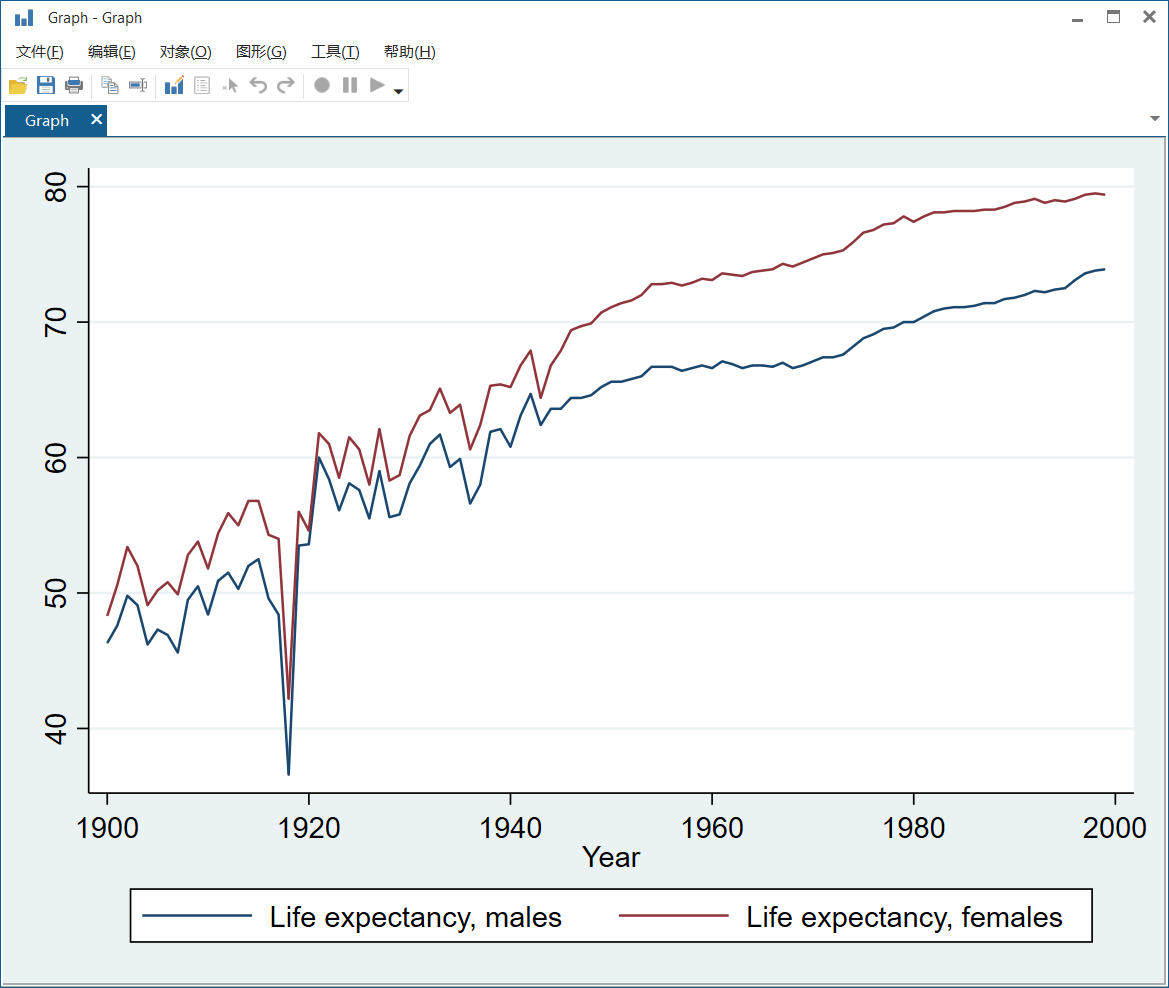 Graph - Graph
文件(F) 编辑(E) 对象(O) 图形(G) 工具(T) 帮助(H)
Graph
80
70
60
50
40
1900 1920 1940 1960 1980 2000
Year
Life expectancy, males Life expectancy, females